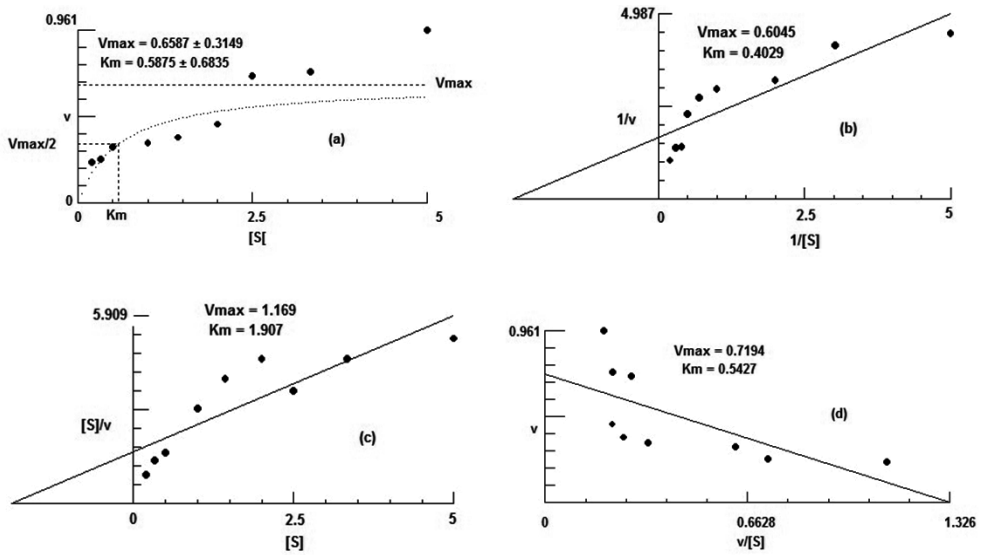 0.961
Vmax = 0.6587 ± 0.3149
Km = 0.5875 ± 0.6835
Vmax
v
Vmax/2
(a)
0
0
Km
2.5
5
[S[
4.987
Vmax = 0.6045
Km = 0.4029
1/v
(b)
0
2.5
5
1/[S]
5.909
Vmax = 1.169
Km = 1.907
[S]/v
(c)
0
2.5
5
[S]
0.961
Vmax = 0.7194
Km = 0.5427
(d)
v
0
0.6628
1.326
v/[S]